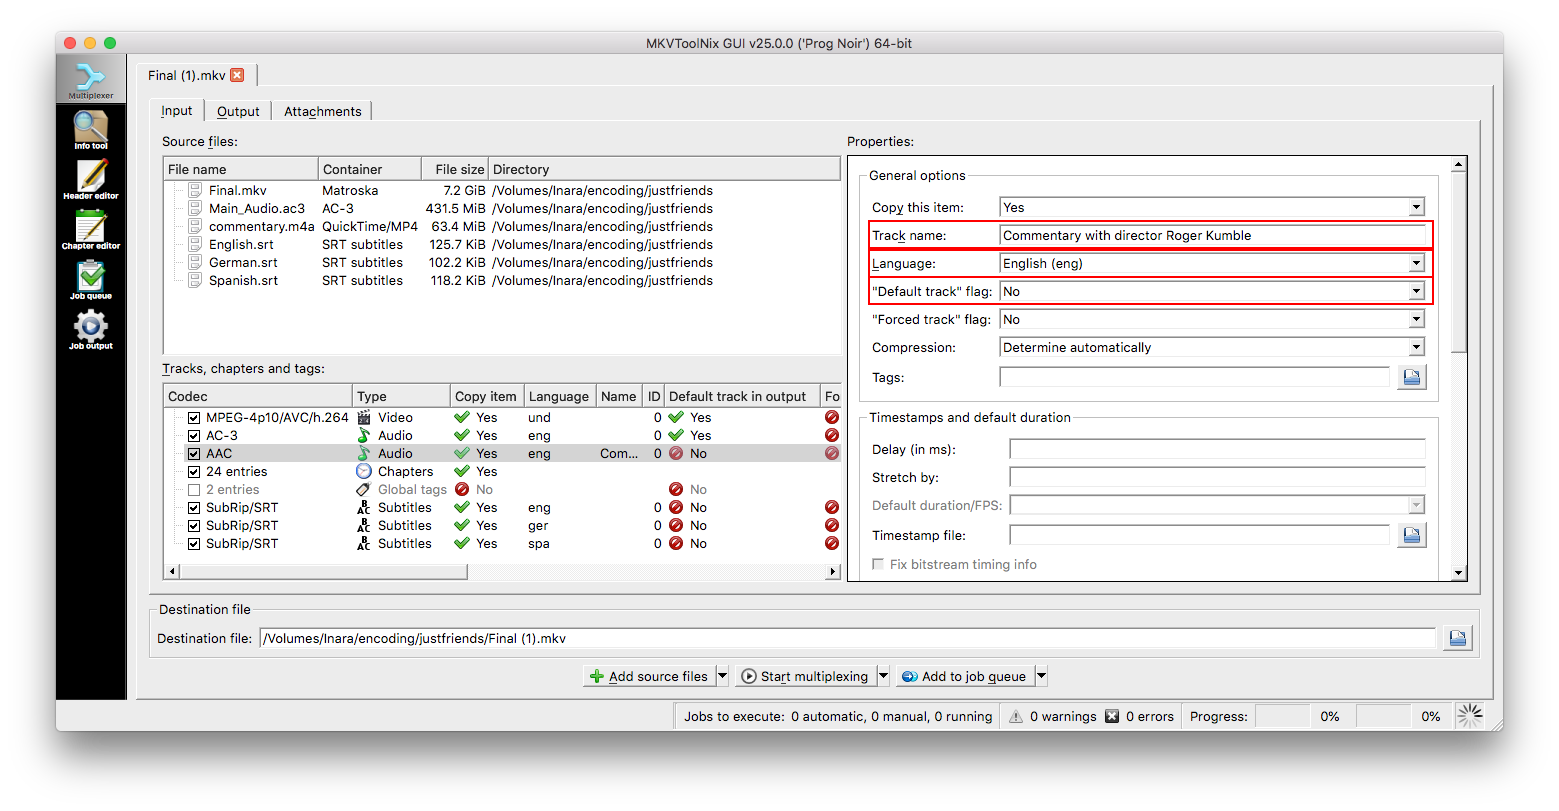 MKVToolNix GUI v25.0.0 ('Prog Noir') 64-bit
Multiplexer
Info tool
Header editor
Chapter editor
Job queue
Job output
Final (1).mkv
Input Output Attachments
Source files:
File name Container File size Directory
Final.mkv Matroska 7.2 GiB /Volumes/Inara/encoding/justfriends
Main_Audio.ac3 AC-3 431.5 MiB /Volumes/Inara/encoding/justfriends
commentary.m4a QuickTime/MP4 63.4 MiB /Volumes/Inara/encoding/justfriends
English.srt SRT subtitles 125.7 KiB /Volumes/Inara/encoding/justfriends
German.srt SRT subtitles 102.2 KiB /Volumes/Inara/encoding/justfriends
Spanish.srt SRT subtitles 118.2 KiB /Volumes/Inara/encoding/justfriends
Tracks, chapters and tags:
Codec Type Copy item Language Name ID Default track in output Fo
MPEG-4p10/AVC/h.264 Video Yes und 0 Yes
AC-3 Audio Yes eng 0 Yes
AAC Audio Yes eng Com... 0 No
24 entries Chapters Yes
2 entries Global tags No No
SubRip/SRT Subtitles Yes eng 0 No
SubRip/SRT Subtitles Yes ger 0 No
SubRip/SRT Subtitles Yes spa 0 No
Properties:
General options
Copy this item: Yes
Track name: Commentary with director Roger Kumble
Language: English (eng)
"Default track" flag: No
"Forced track" flag: No
Compression: Determine automatically
Tags:
Timestamps and default duration
Delay (in ms):
Stretch by:
Default duration/FPS:
Timestamp file:
Fix bitstream timing info
Destination file
Destination file: /Volumes/Inara/encoding/justfriends/Final (1).mkv
Add source files Start multiplexing Add to job queue
Jobs to execute: 0 automatic, 0 manual, 0 running 0 warnings 0 errors Progress: 0% 0%